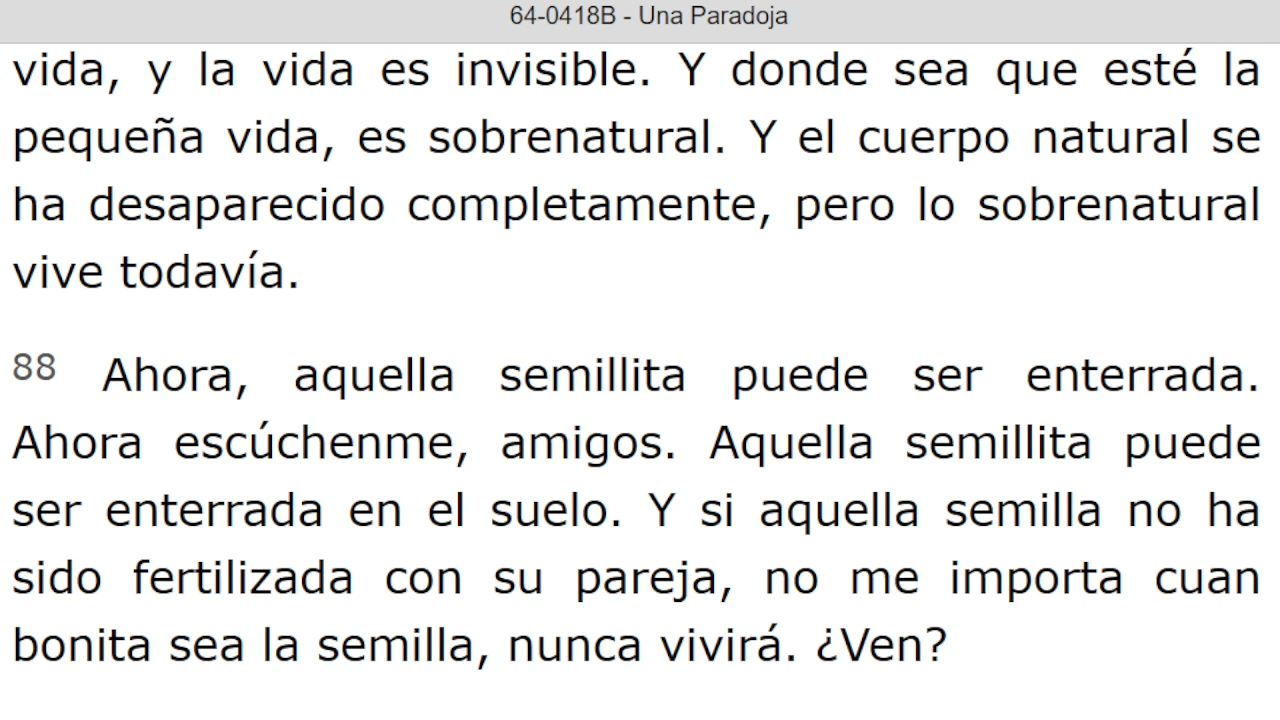 64-0418B - Una Paradoja
vida, y la vida es invisible. Y donde sea que esté la
pequeña vida, es sobrenatural. Y el cuerpo natural se
ha desaparecido completamente, pero lo sobrenatural
vive todavía.
88 Ahora, aquella semillita puede ser enterrada.
Ahora escúchenme, amigos. Aquella semillita puede
ser enterrada en el suelo. Y si aquella semilla no ha
sido fertilizada con su pareja, no me importa cuan
bonita sea la semilla, nunca vivirá. ¿Ven?